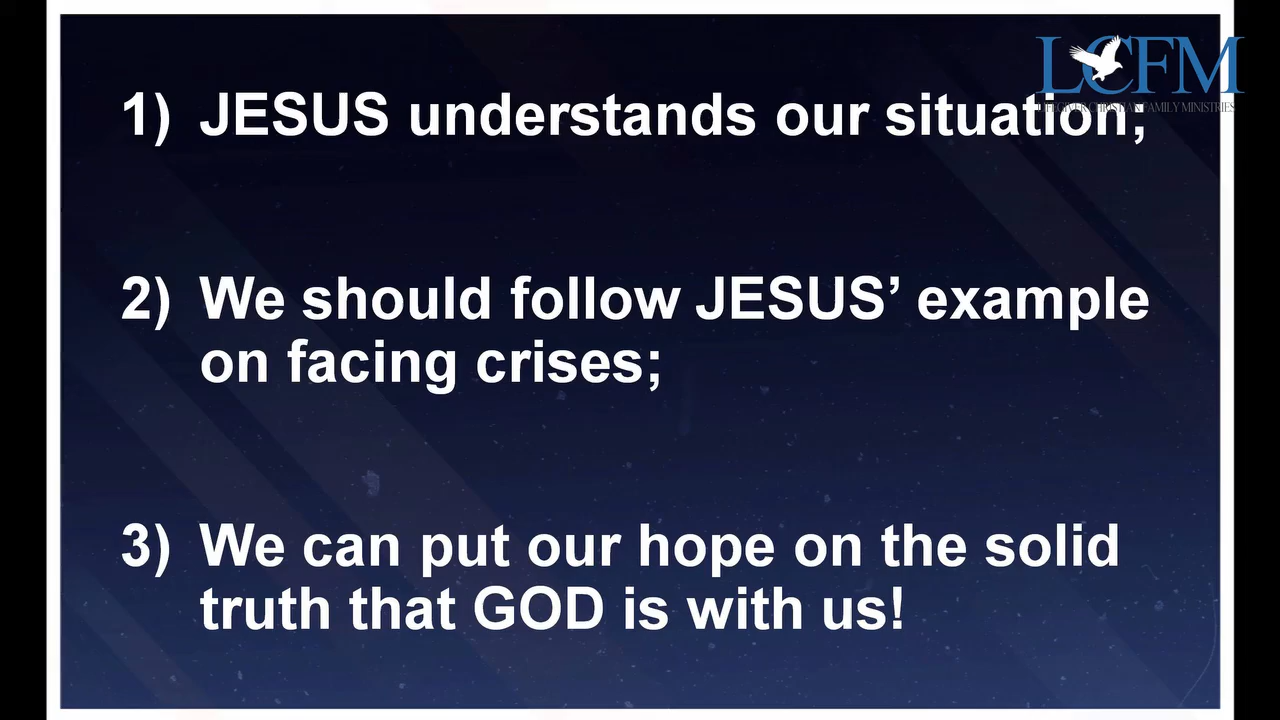 LCFM
1) JESUS understands our situation;
2) We should follow JESUS’ example
on facing crises;
3) We can put our hope on the solid
truth that GOD is with us!